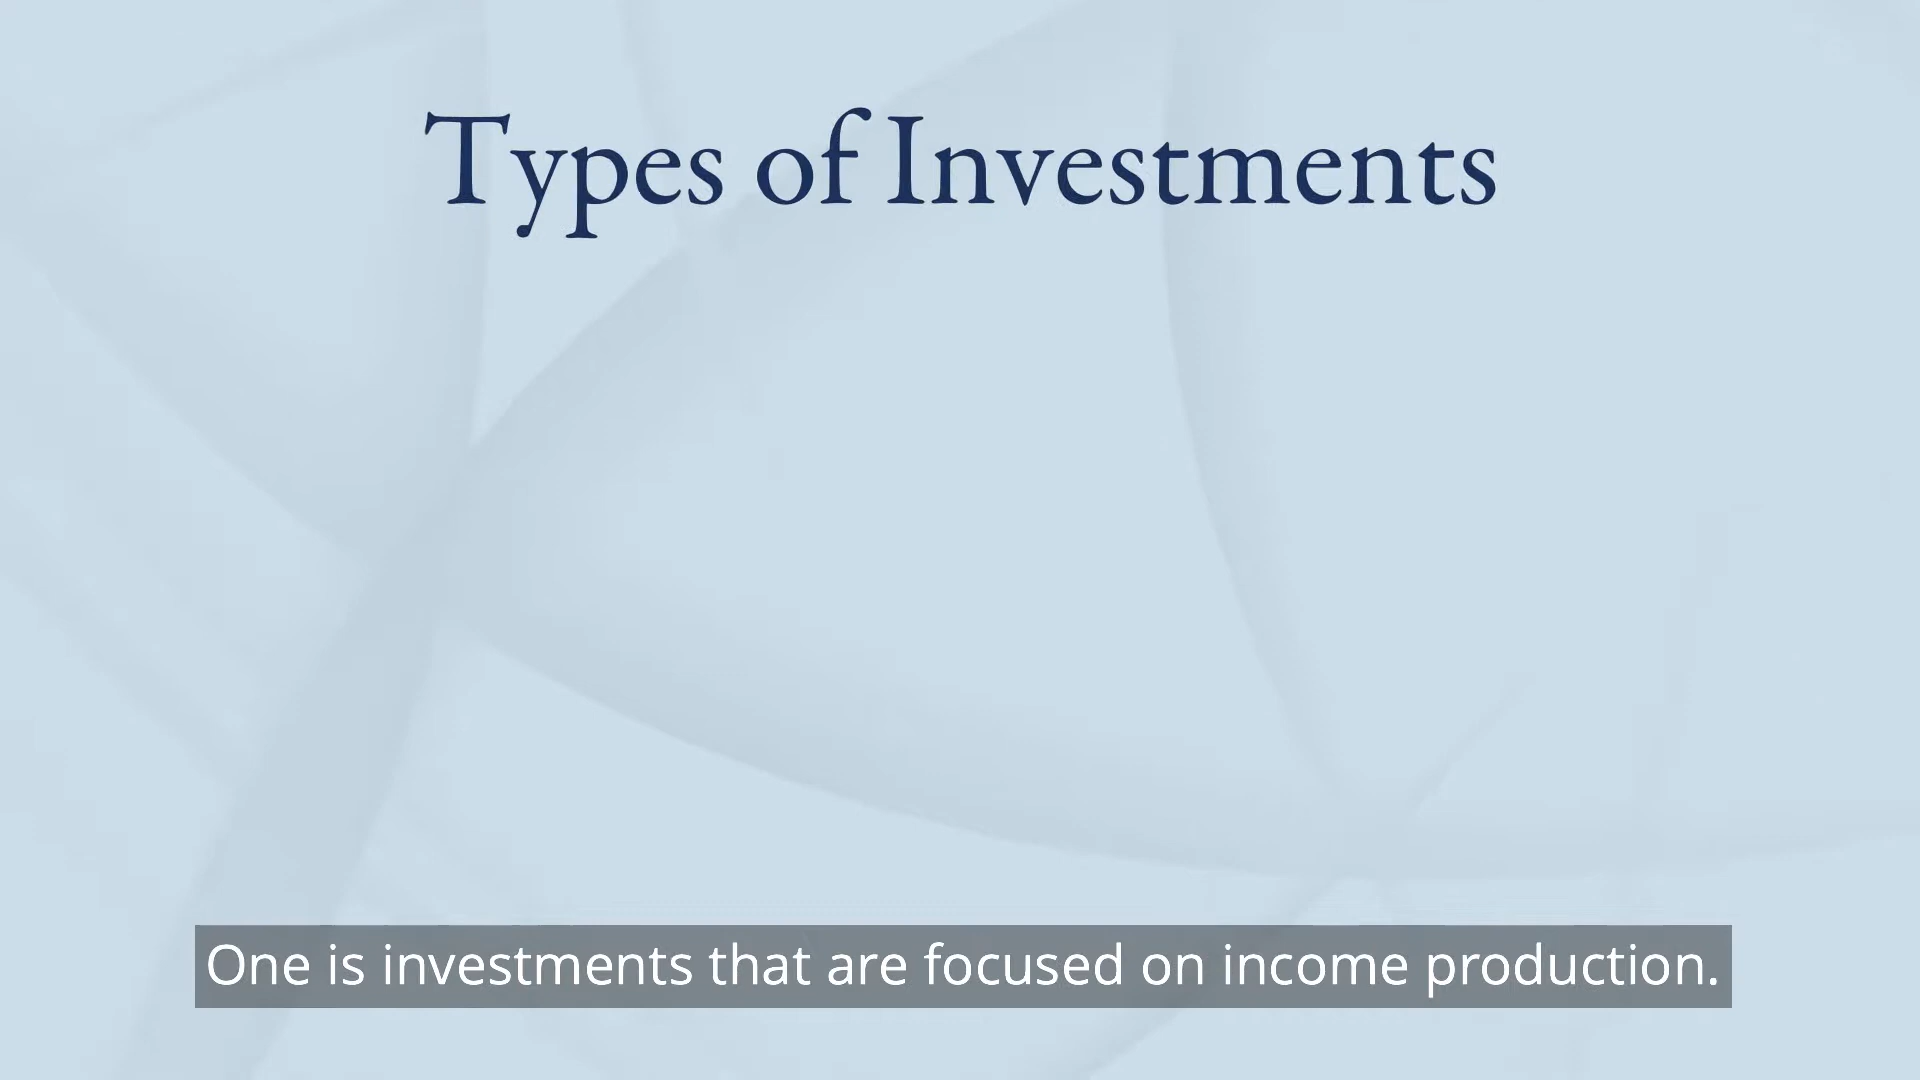 Types of Investments
One is investments that are focused on income production.